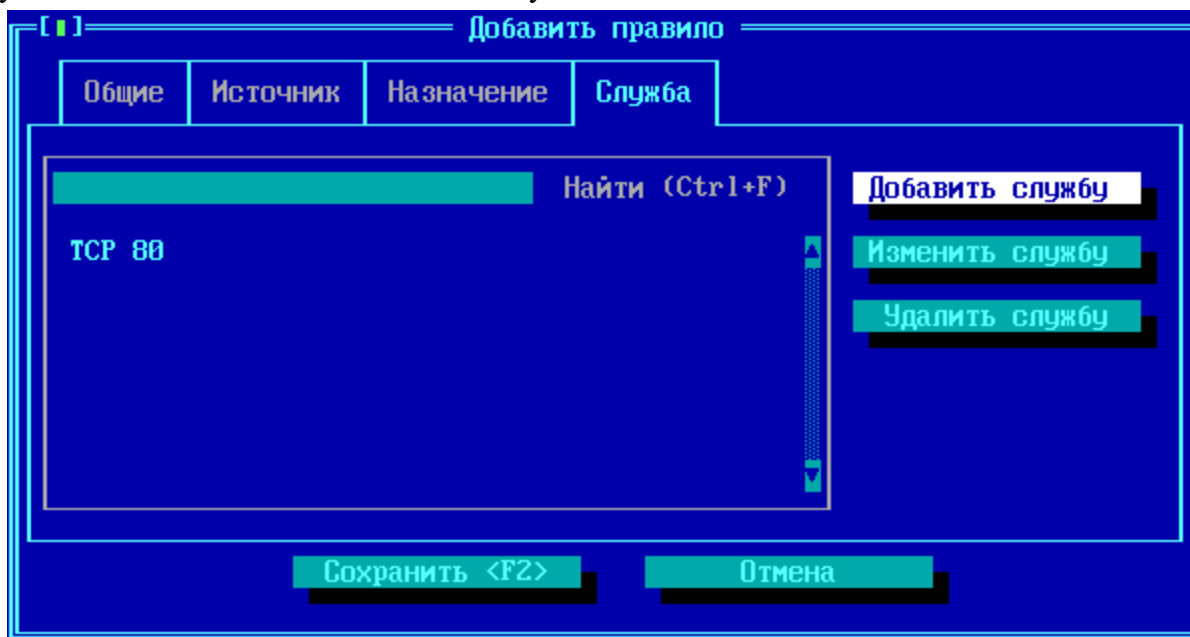 [▮] Добавить правило
Общие Источник Назначение Служба
Найти (Ctrl+F) Добавить службу
TCP 80 Изменить службу
Удалить службу
Сохранить <F2> Отмена